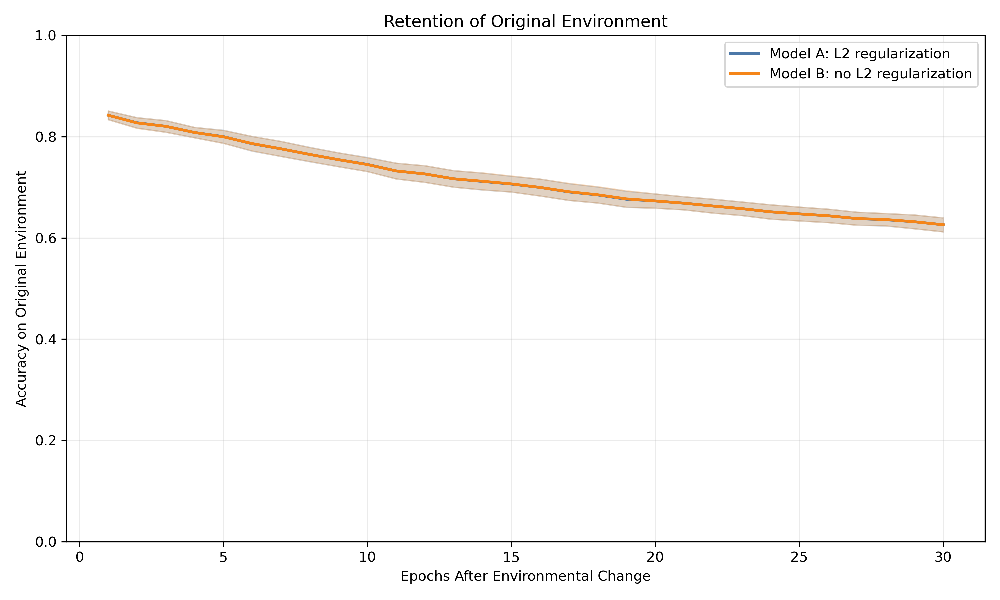 Retention of Original Environment
Model A: L2 regularization
Model B: no L2 regularization
Accuracy on Original Environment
1.0
0.8
0.6
0.4
0.2
0.0
0 5 10 15 20 25 30
Epochs After Environmental Change